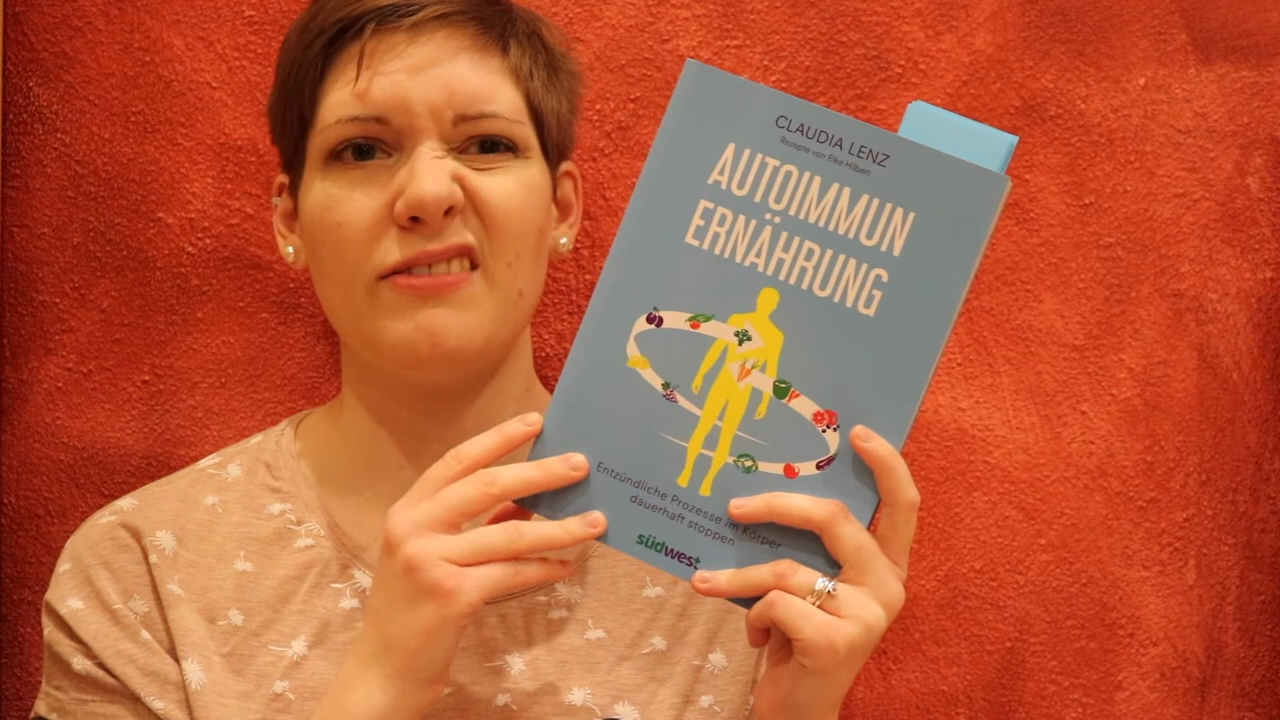 CLAUDIA LENZ
Rezepte von Elke Hilbert
AUTOIMMUN
ERNÄHRUNG
Entzündliche Prozesse im Körper
dauerhaft stoppen
südwest